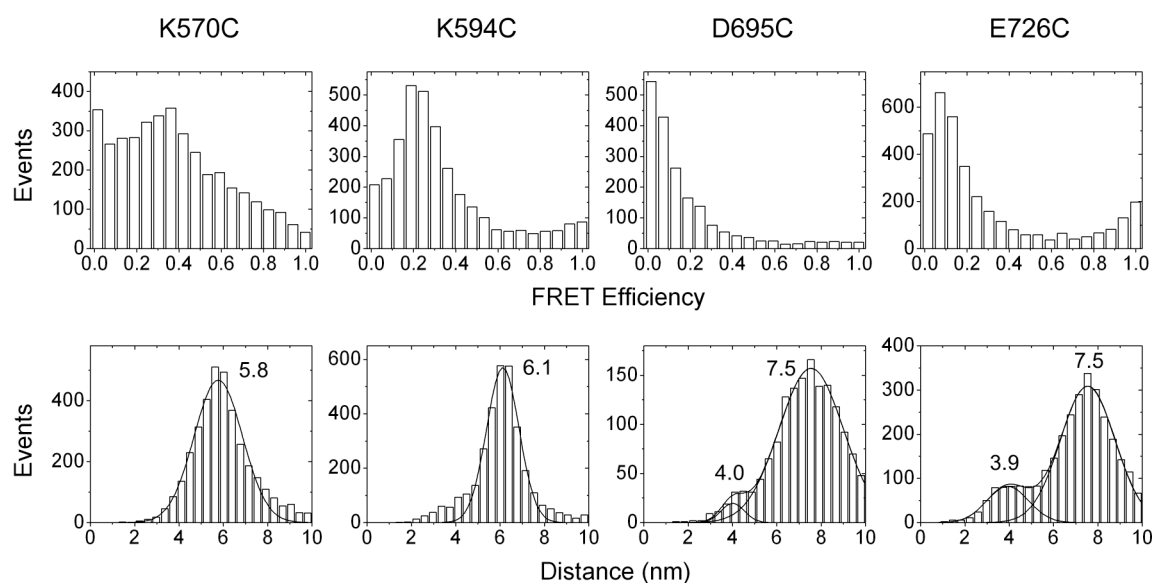 K570C K594C D695C E726C
400 300 200 100 0
500 400 300 200 100 0
500 400 300 200 100 0
600 400 200 0
Events
0.0 0.2 0.4 0.6 0.8 1.0
0.0 0.2 0.4 0.6 0.8 1.0
0.0 0.2 0.4 0.6 0.8 1.0
0.0 0.2 0.4 0.6 0.8 1.0
FRET Efficiency
400 200 0
5.8
600 400 200 0
6.1
150 100 50 0
4.0
7.5
400 300 200 100 0
3.9
7.5
Events
0 2 4 6 8 10
0 2 4 6 8 10
0 2 4 6 8 10
0 2 4 6 8 10
Distance (nm)